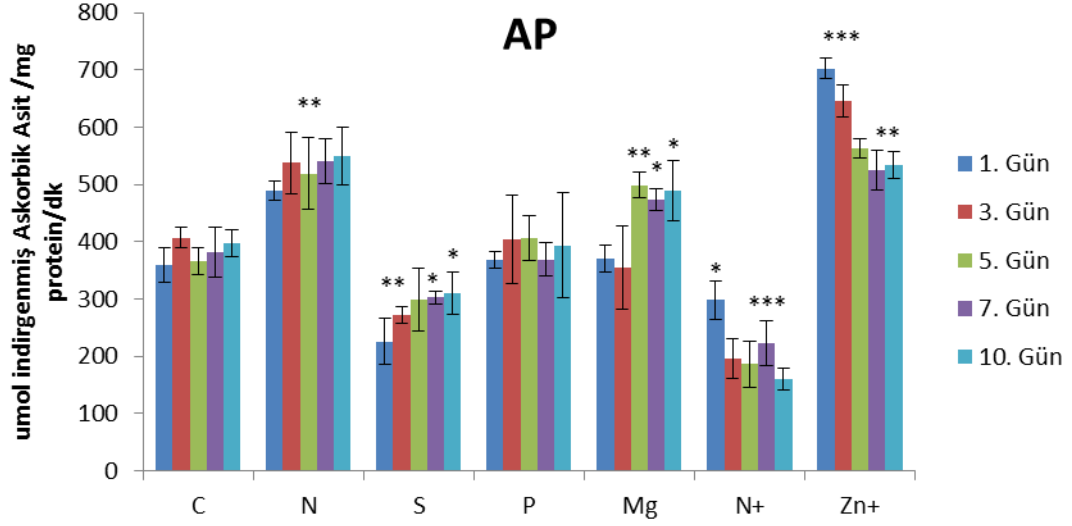 AP
umol indirgenmiş Askorbik Asit /mg
protein/dk
800
700
600
500
400
300
200
100
0
**
**
*
*
**
*
*
*
***
***
**
C N S P Mg N+ Zn+
1. Gün
3. Gün
5. Gün
7. Gün
10. Gün